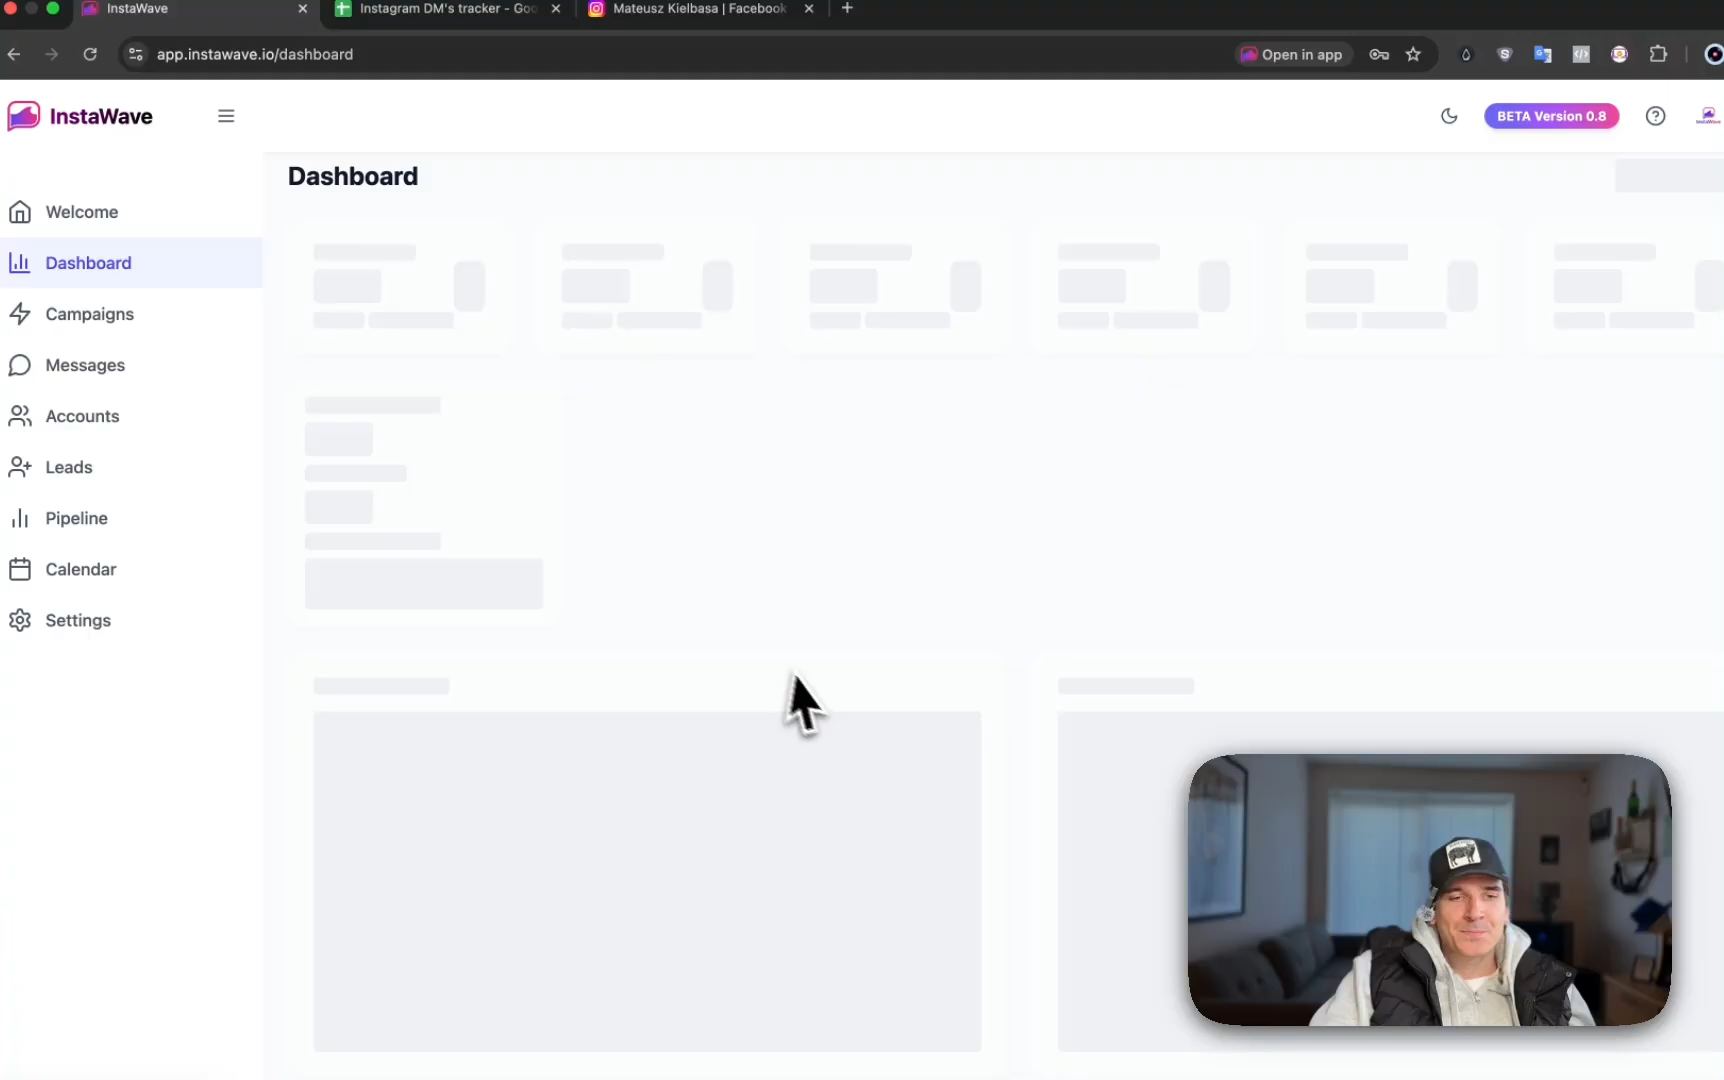 InstaWave
Instagram DM's tracker - Goo
Mateusz Kielbasa | Facebook
app.instawave.io/dashboard
Open in app
InstaWave
BETA Version 0.8
Dashboard
Welcome
Dashboard
Campaigns
Messages
Accounts
Leads
Pipeline
Calendar
Settings